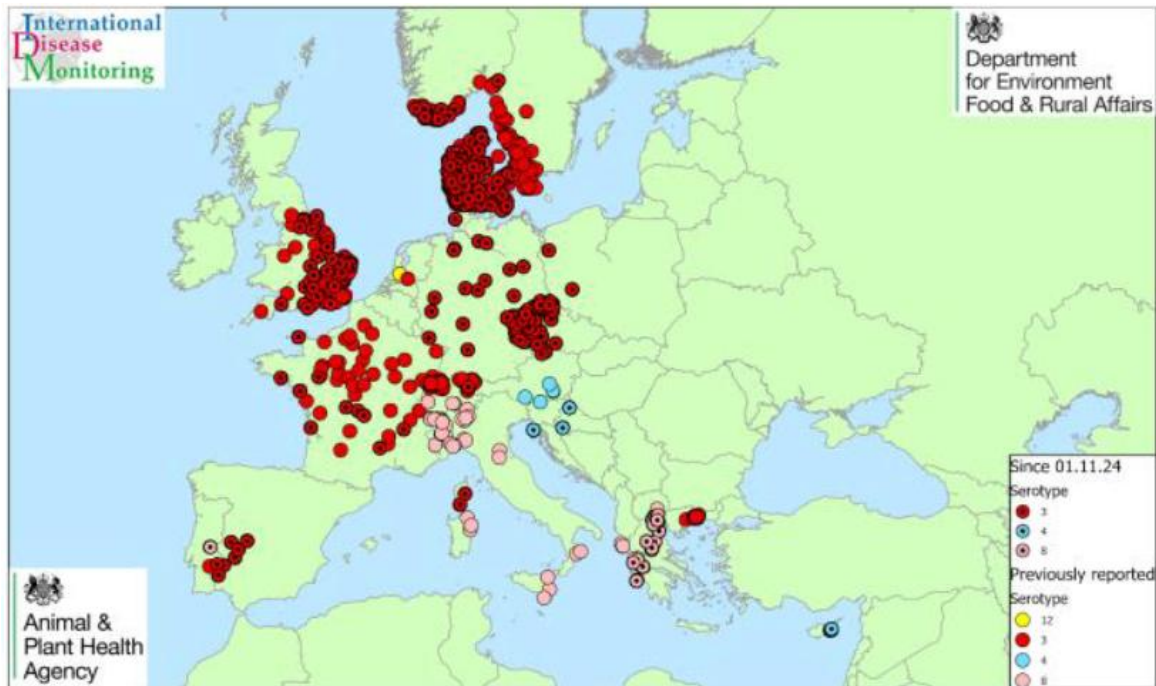 International
Disease
Monitoring
Department
for Environment
Food & Rural Affairs
Since 01.11.24
Serotype
3
4
8
Previously reported
Serotype
12
3
4
8
Animal &
Plant Health
Agency